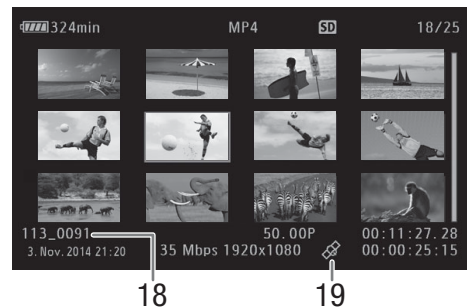 324min MP4 SD 18/25
113_0091 50.00P 00:11:27.28
3. Nov. 2014 21:20 35 Mbps 1920x1080 00:00:25:15
18 19